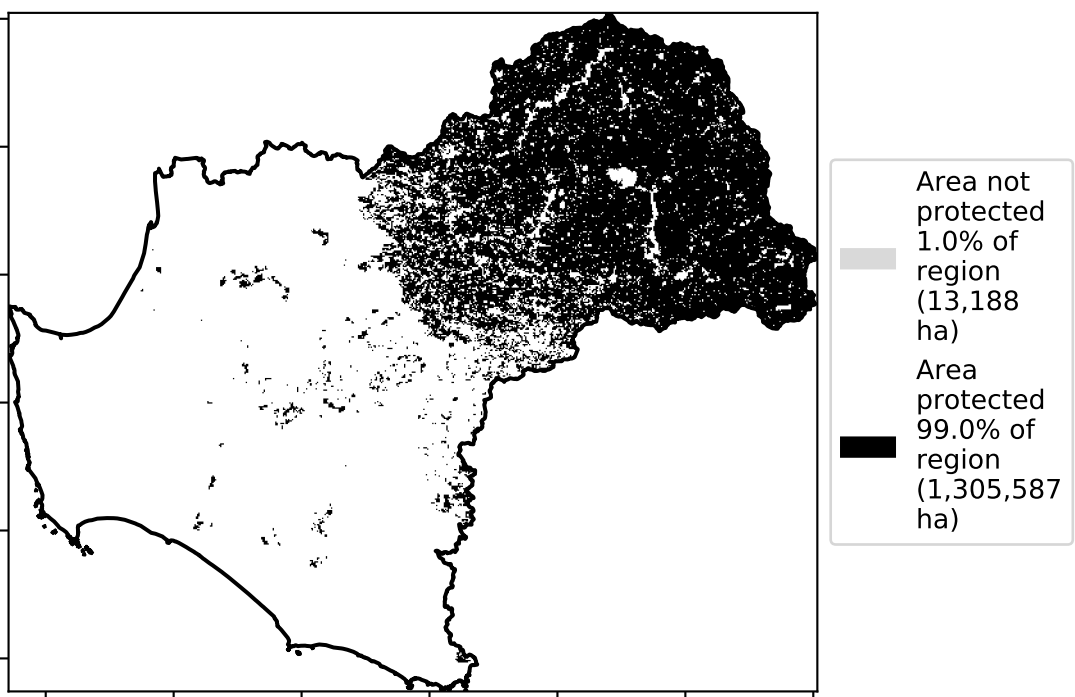 Area not
protected
1.0% of
region
(13,188
ha)
Area
protected
99.0% of
region
(1,305,587
ha)